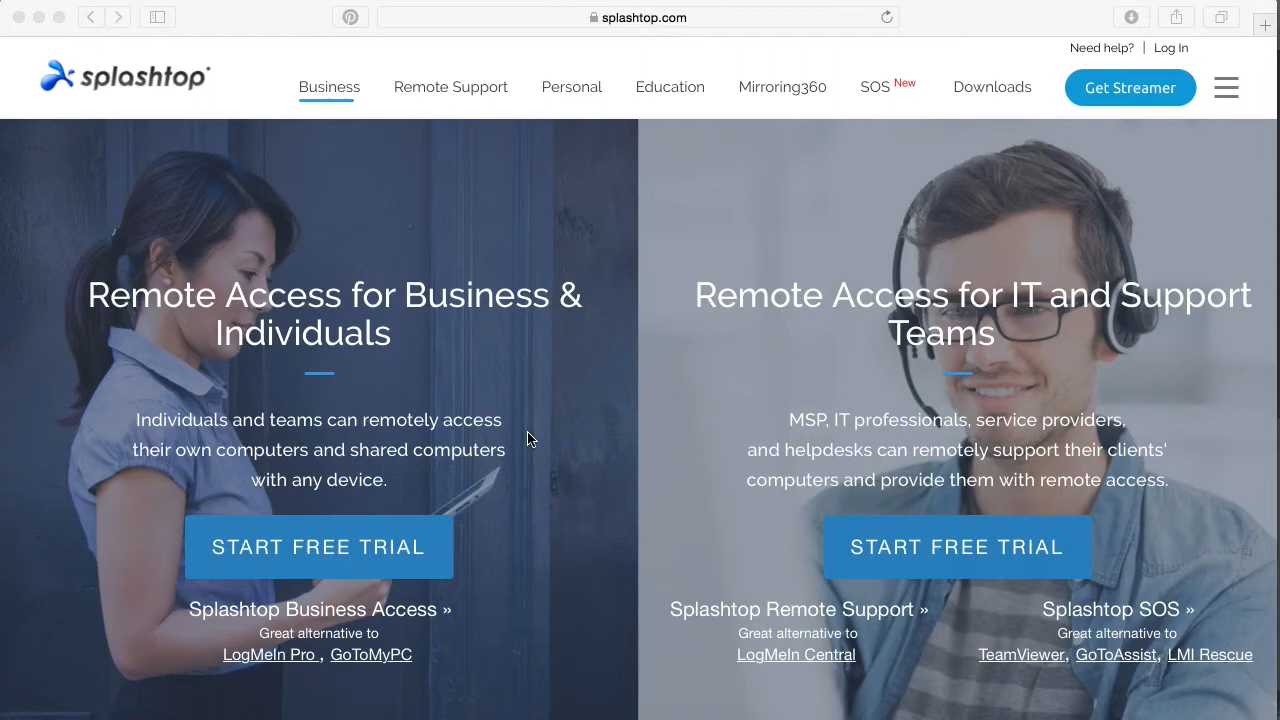 splashtop.com
Need help? | Log In
splashtop
Business Remote Support Personal Education Mirroring360 SOS New Downloads Get Streamer
Remote Access for Business &
Individuals
Individuals and teams can remotely access
their own computers and shared computers
with any device.
START FREE TRIAL
Splashtop Business Access »
Great alternative to
LogMeIn Pro , GoToMyPC
Remote Access for IT and Support
Teams
MSP, IT professionals, service providers,
and helpdesks can remotely support their clients'
computers and provide them with remote access.
START FREE TRIAL
Splashtop Remote Support »
Great alternative to
LogMeIn Central
Splashtop SOS »
Great alternative to
TeamViewer, GoToAssist, LMI Rescue